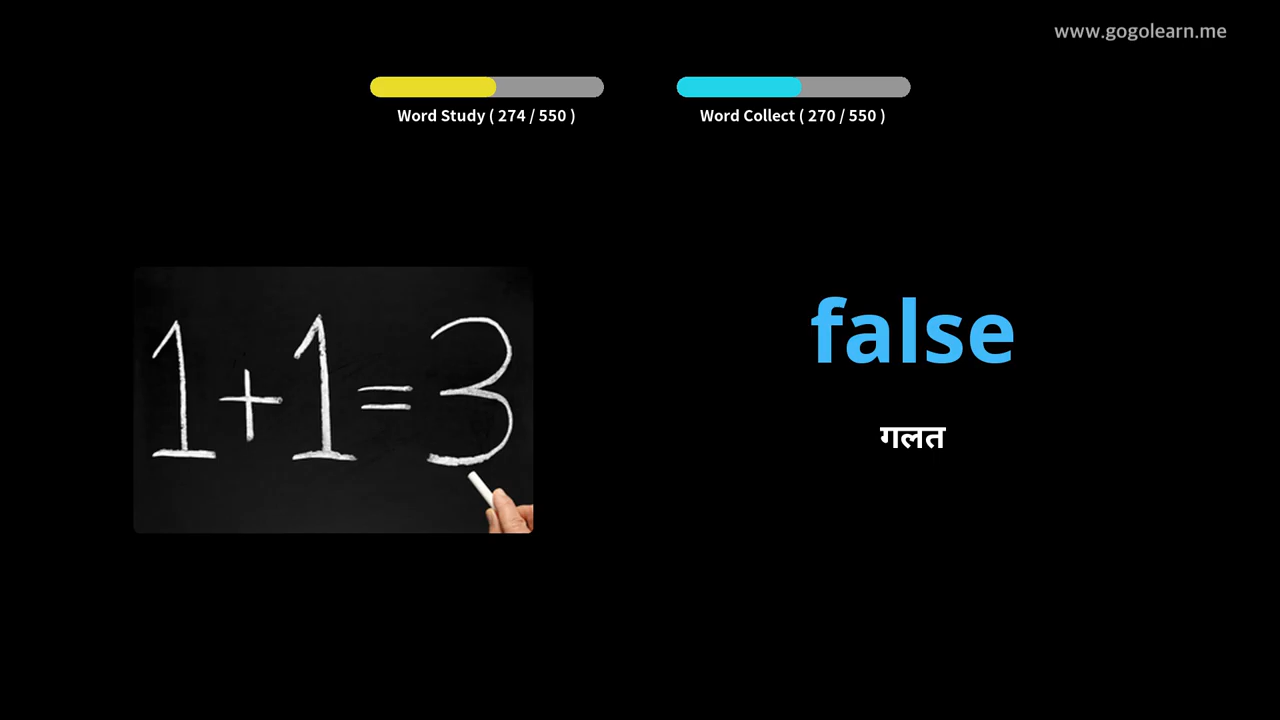 www.gogolearn.me
Word Study ( 274 / 550 )
Word Collect ( 270 / 550 )
1+1=3
false
गलत